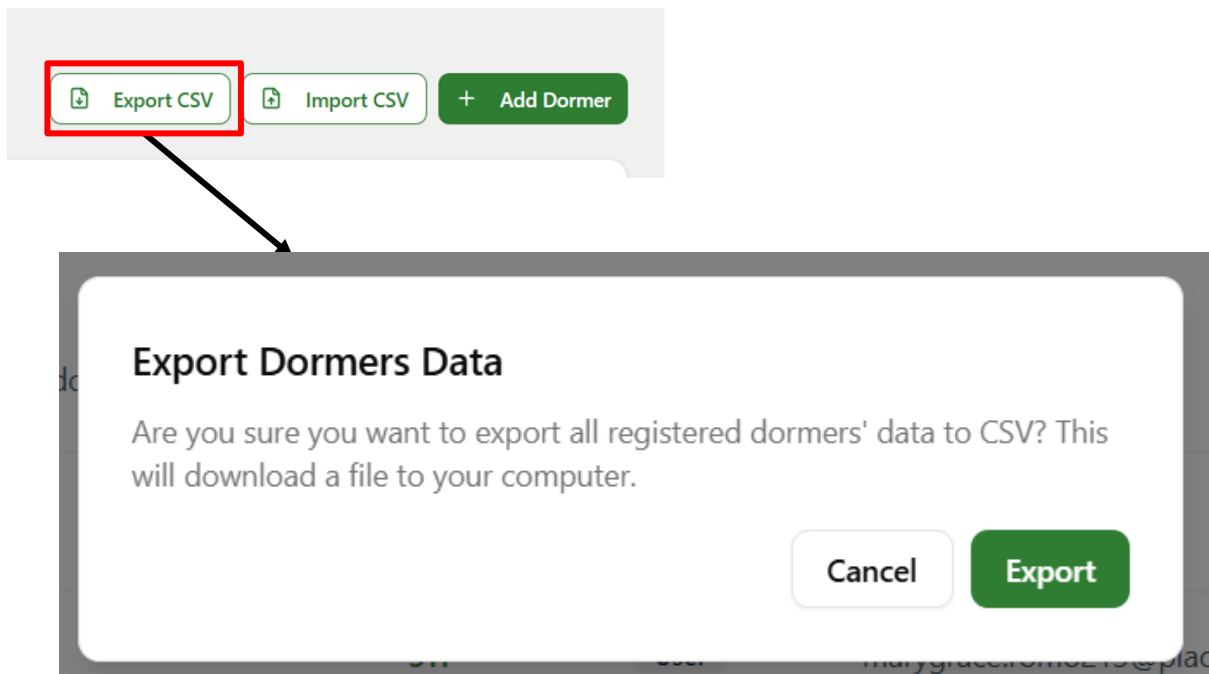 Export CSV
Import CSV
+ Add Dormer
Export Dormers Data
Are you sure you want to export all registered dormers' data to CSV? This
will download a file to your computer.
Cancel
Export